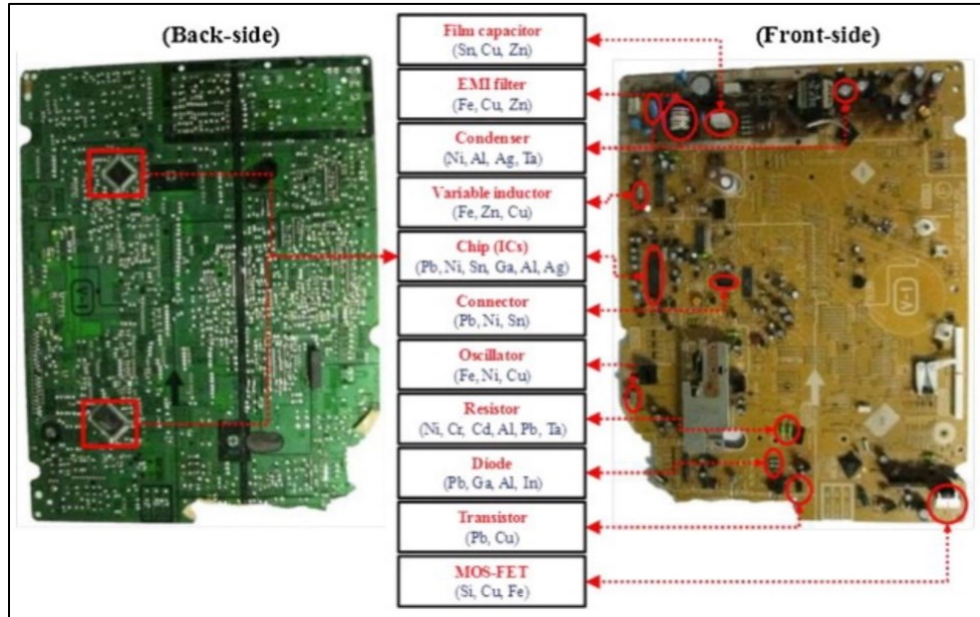 (Back-side)
(Front-side)
Film capacitor
(Sn, Cu, Zn)
EMI filter
(Fe, Cu, Zn)
Condenser
(Ni, Al, Ag, Ta)
Variable inductor
(Fe, Zn, Cu)
Chip (ICs)
(Pb, Ni, Sn, Ga, Al, Ag)
Connector
(Pb, Ni, Sn)
Oscillator
(Fe, Ni, Cu)
Resistor
(Ni, Cr, Cd, Al, Pb, Ta)
Diode
(Pb, Ga, Al, In)
Transistor
(Pb, Cu)
MOS-FET
(Si, Cu, Fe)
V-1